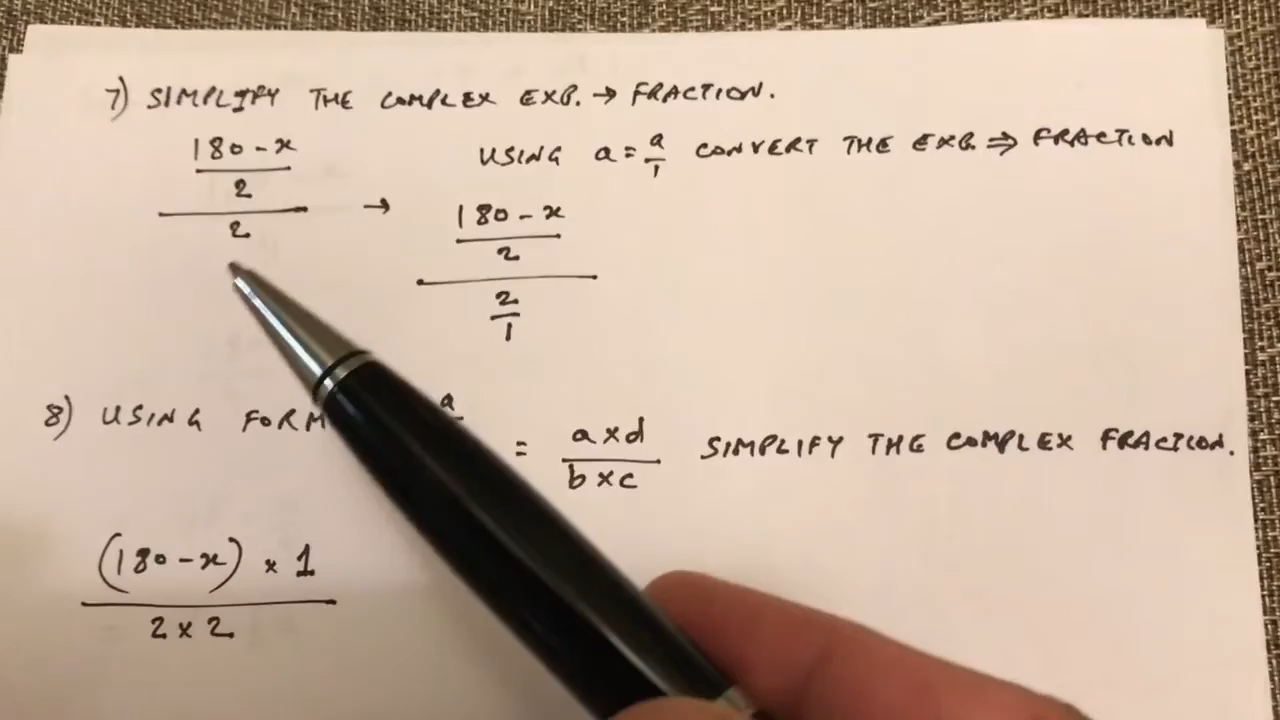 7) SIMPLIFY THE COMPLEX EXP. → FRACTION.
180-x
2
2
→
USING a = a/1 CONVERT THE EXP. ⇒ FRACTION
180-x
2
2
1
8) USING FORM
a
= a×d
b×c
SIMPLIFY THE COMPLEX FRACTION.
(180-x) × 1
2 × 2